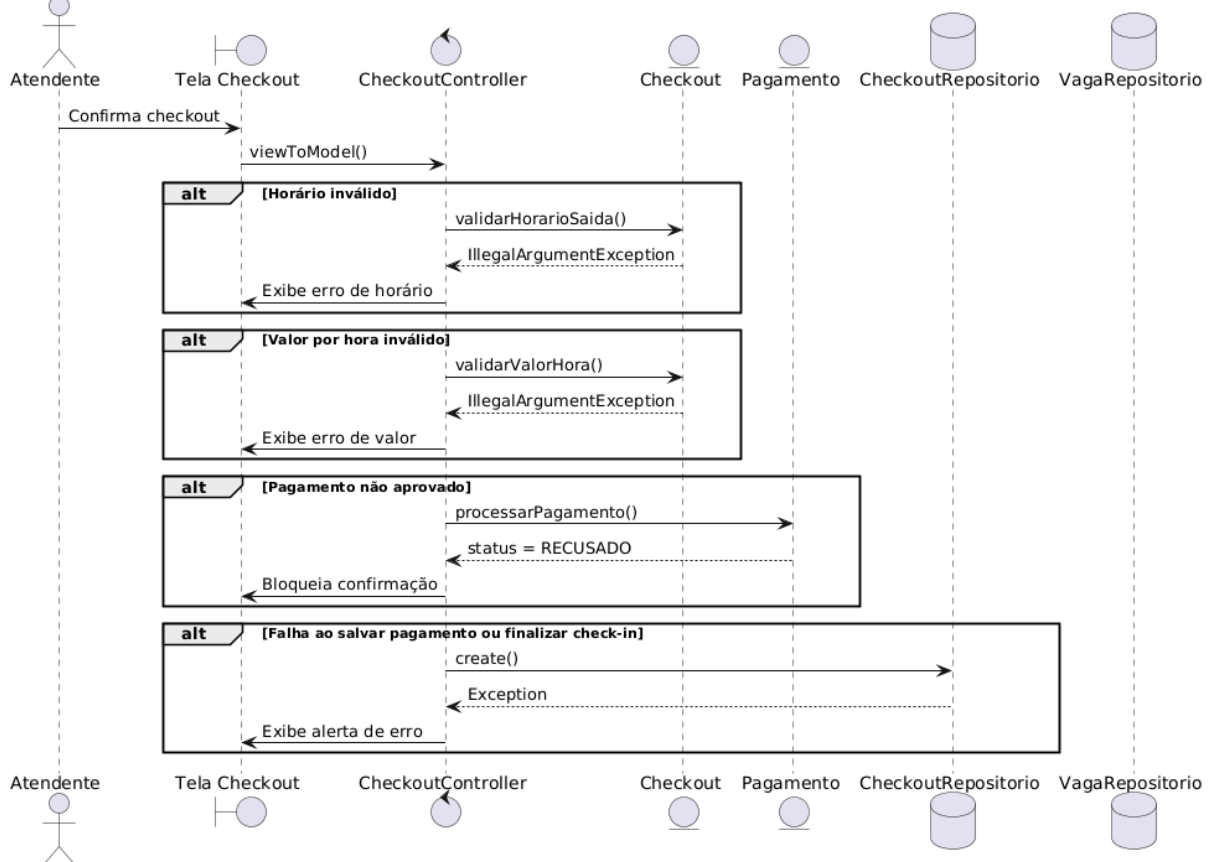 Atendente
Tela Checkout
CheckoutController
Checkout
Pagamento
CheckoutRepositorio
VagaRepositorio
Confirma checkout
viewToModel()
alt [Horário inválido]
validarHorarioSaida()
IllegalArgumentException
Exibe erro de horário
alt [Valor por hora inválido]
validarValorHora()
IllegalArgumentException
Exibe erro de valor
alt [Pagamento não aprovado]
processarPagamento()
status = RECUSADO
Bloqueia confirmação
alt [Falha ao salvar pagamento ou finalizar check-in]
create()
Exception
Exibe alerta de erro
Atendente
Tela Checkout
CheckoutController
Checkout
Pagamento
CheckoutRepositorio
VagaRepositorio